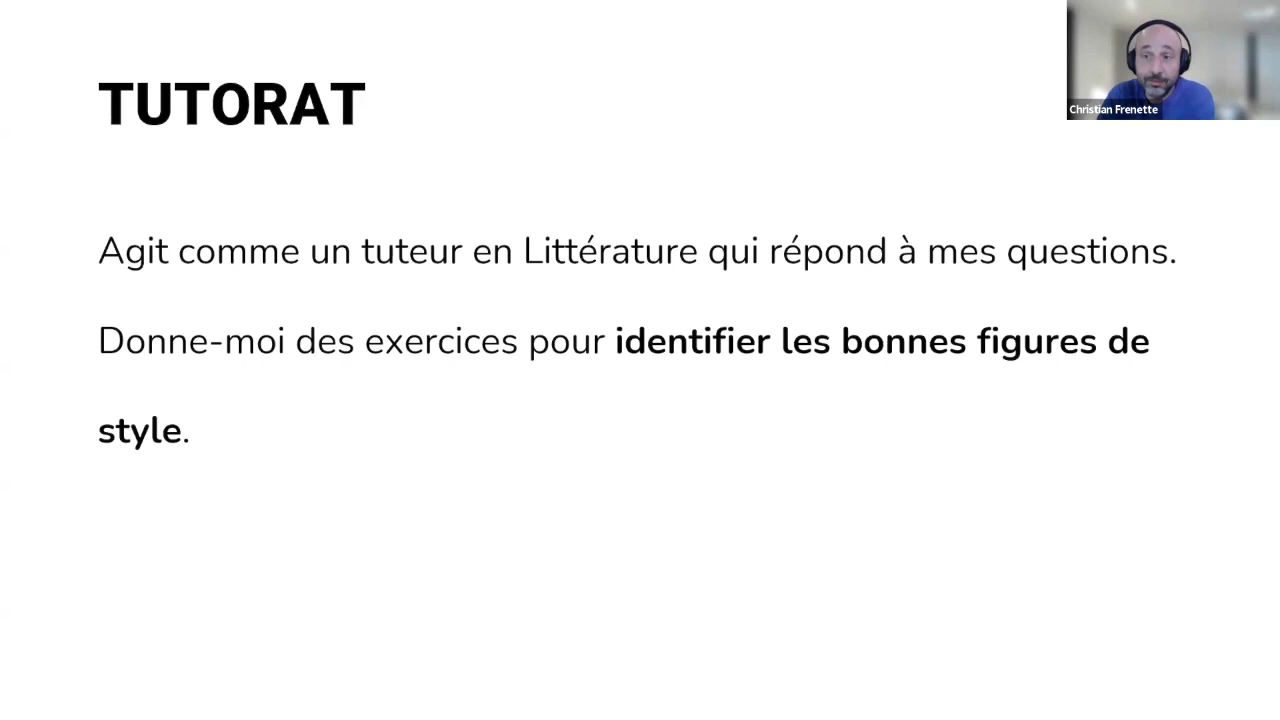 TUTORAT
Christian Frenette
Agit comme un tuteur en Littérature qui répond à mes questions.
Donne-moi des exercices pour identifier les bonnes figures de
style.